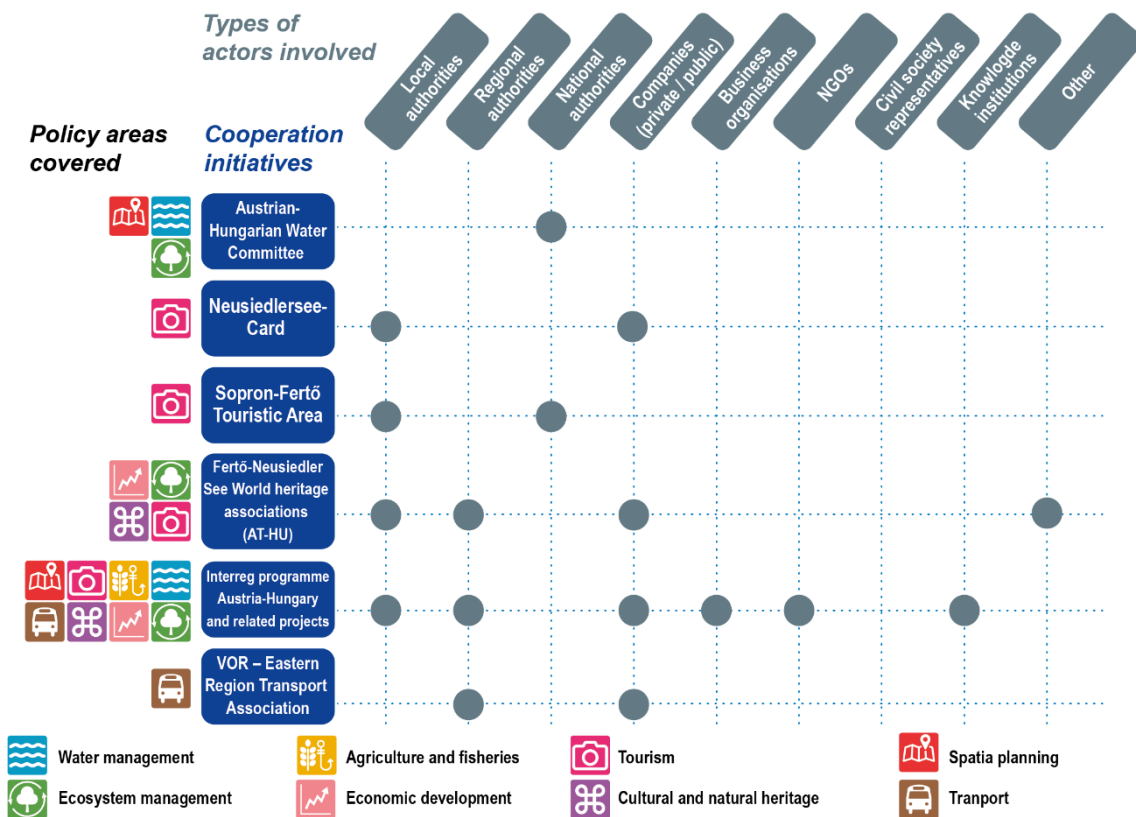 Types of
actors involved
Local
authorities
Regional
authorities
National
authorities
Companies
(private / public)
Business
organisations
NGOs
Civil society
representatives
Knowlogde
institutions
Other
Policy areas
covered
Cooperation
initiatives
Austrian-
Hungarian Water
Committee
Neusiedlersee-
Card
Sopron-Fertő
Touristic Area
Fertő-Neusiedler
See World heritage
associations
(AT-HU)
Interreg programme
Austria-Hungary
and related projects
VOR – Eastern
Region Transport
Association
Water management
Agriculture and fisheries
Tourism
Spatia planning
Ecosystem management
Economic development
Cultural and natural heritage
Tranport